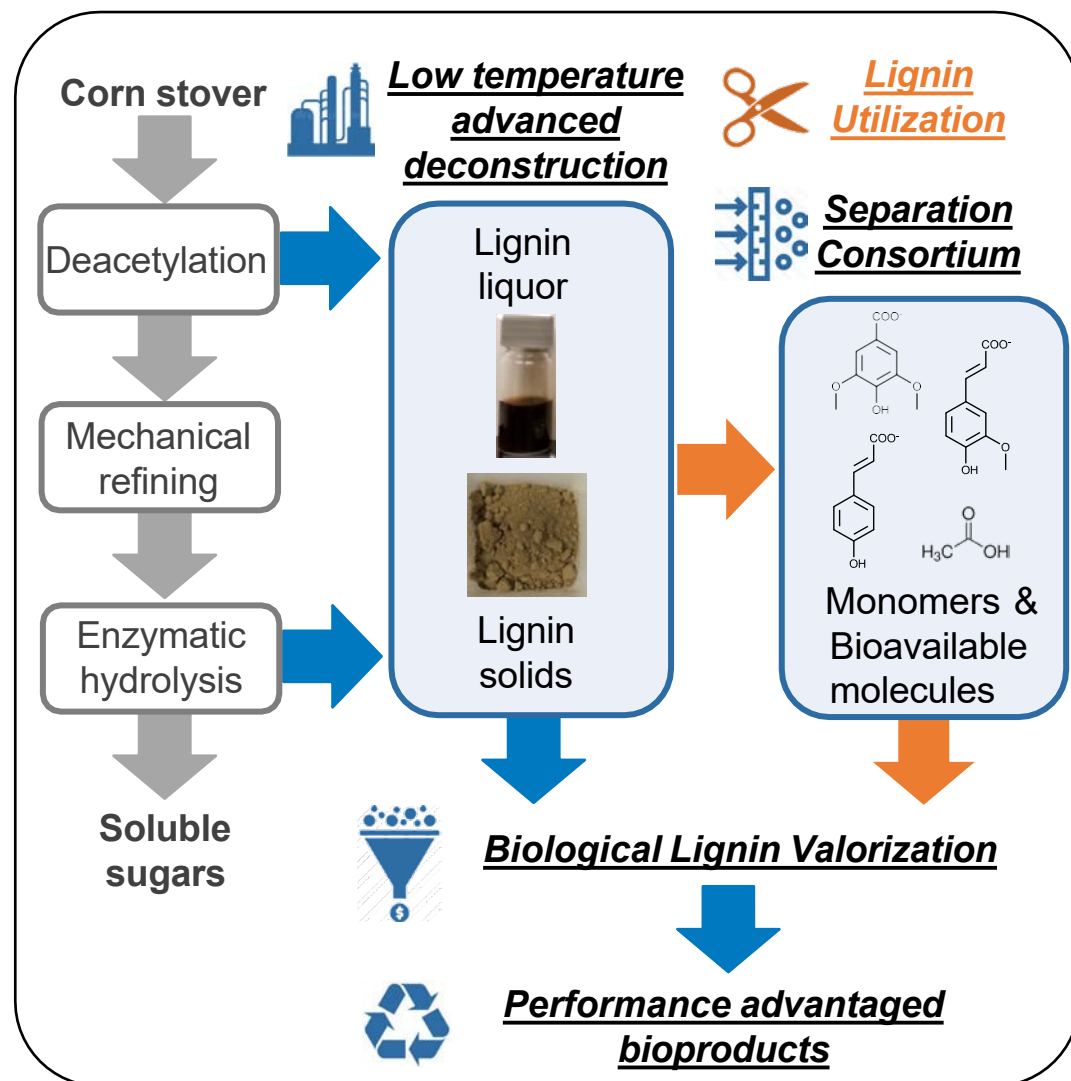 Corn stover
Low temperature
advanced
deconstruction
Lignin
Utilization
Separation
Consortium
Deacetylation
Mechanical
refining
Enzymatic
hydrolysis
Soluble
sugars
Lignin
liquor
Lignin
solids
COO-
O
O
OH
COO-
O
OH
COO-
OH
O
H3C
OH
Monomers &
Bioavailable
molecules
$
Biological Lignin Valorization
Performance advantaged
bioproducts